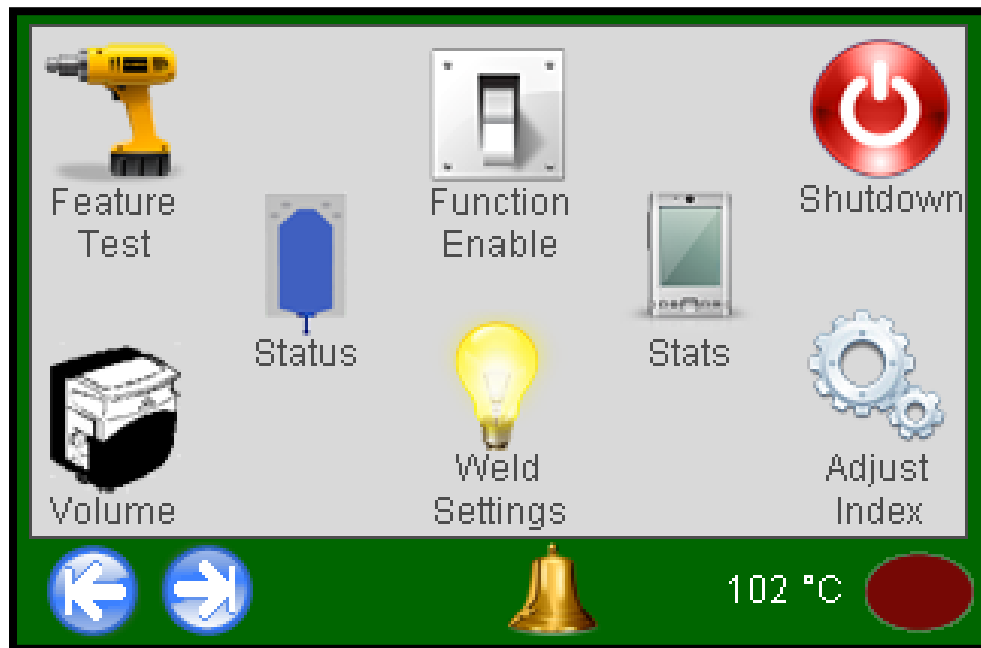 Feature
Test
Function
Enable
Shutdown
Status
Stats
Volume
Weld
Settings
Adjust
Index
102 °C